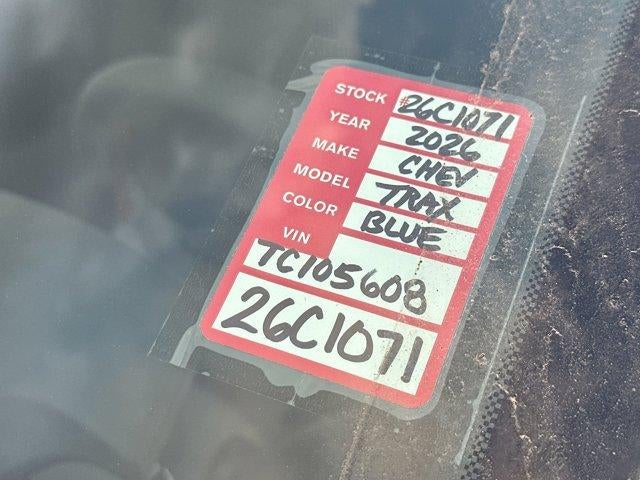 STOCK #26C1071
YEAR 2026
MAKE CHEV
MODEL TRAX
COLOR BLUE
VIN
TC105608
26C1071